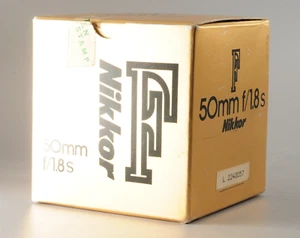 F
Nikkor
50mm
f/1.8s
F
50mm f/1.8s
Nikkor